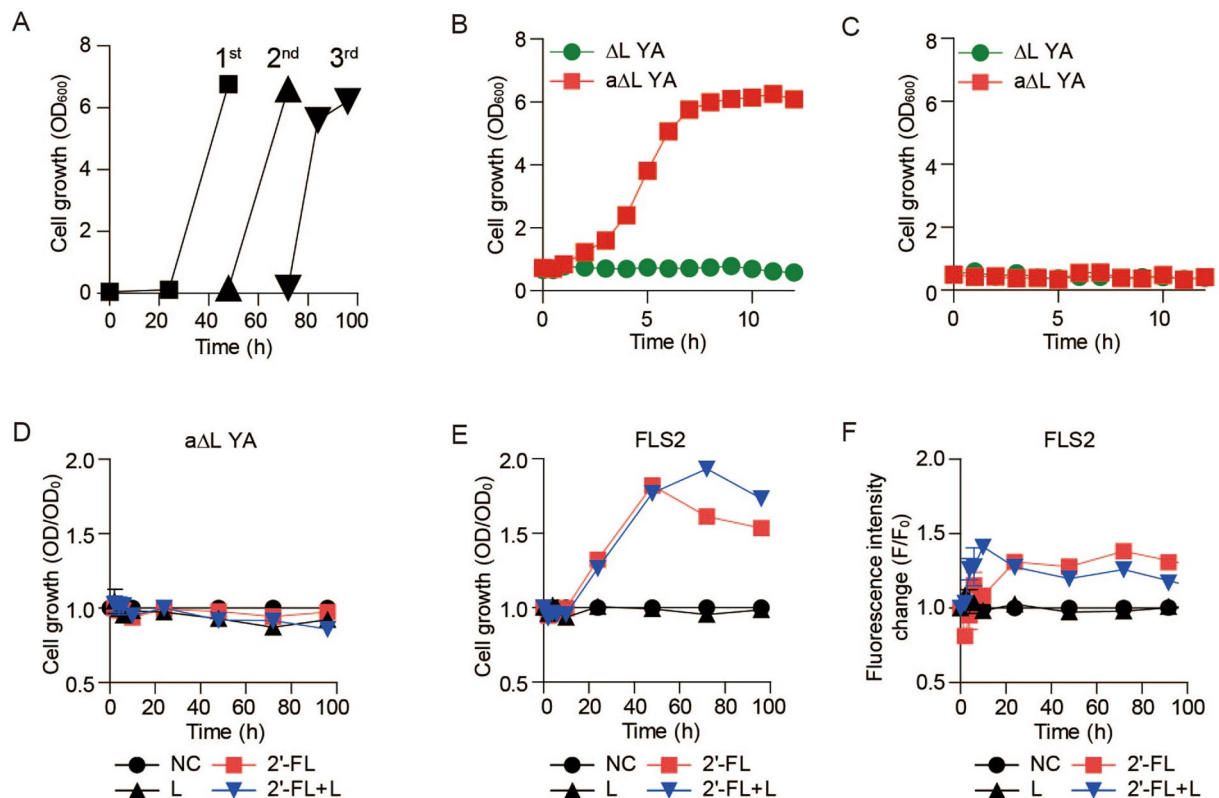 A
Cell growth (OD₆₀₀)
8
6
4
2
0
1st 2nd 3rd
0 20 40 60 80 100
Time (h)
B
Cell growth (OD₆₀₀)
8
6
4
2
0
ΔL YA
aΔL YA
0 5 10
Time (h)
C
Cell growth (OD₆₀₀)
8
6
4
2
0
ΔL YA
aΔL YA
0 5 10
Time (h)
D
aΔL YA
Cell growth (OD/OD₀)
2.0
1.5
1.0
0.5
0 20 40 60 80 100
Time (h)
NC 2'-FL
L 2'-FL+L
E
FLS2
Cell growth (OD/OD₀)
2.0
1.5
1.0
0.5
0 20 40 60 80 100
Time (h)
NC 2'-FL
L 2'-FL+L
F
FLS2
Fluorescence intensity
change (F/F₀)
2.0
1.5
1.0
0.5
0 20 40 60 80 100
Time (h)
NC 2'-FL
L 2'-FL+L